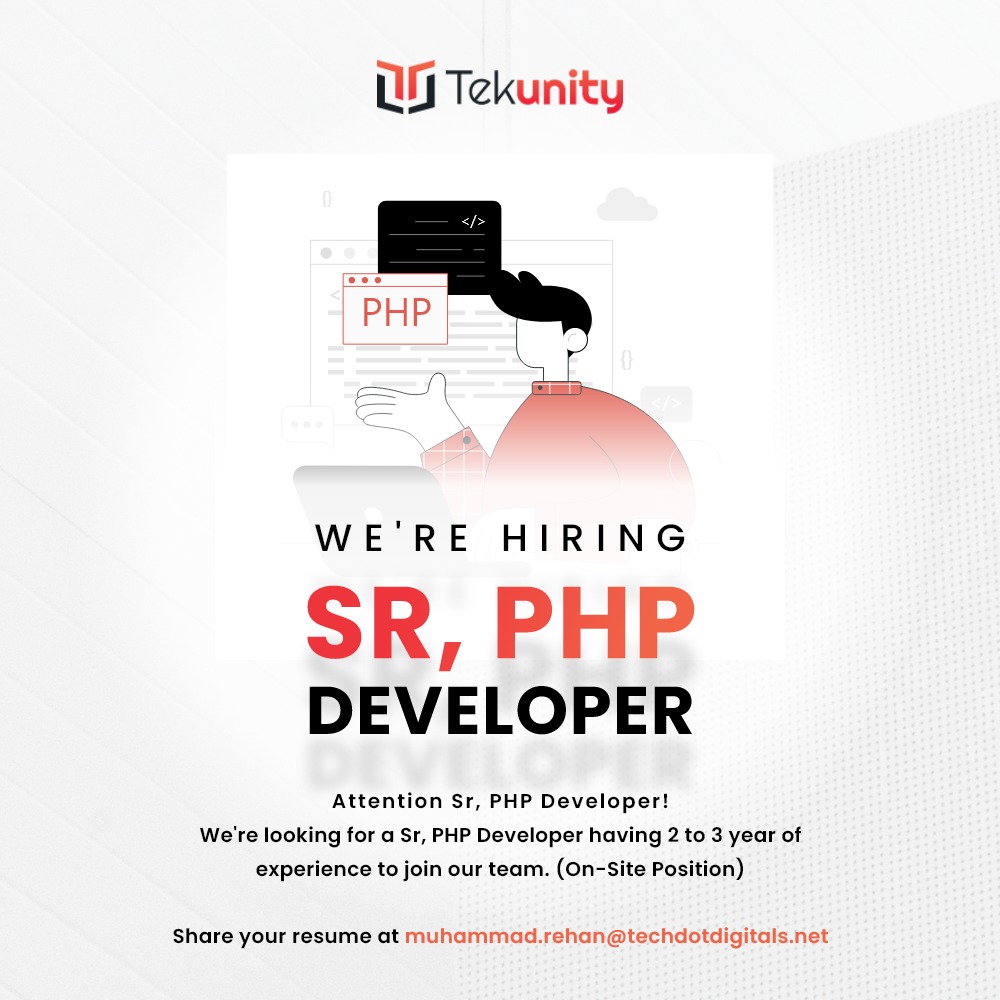 Tekunity
{}
</>
<
PHP
{}
</>
WE'RE HIRING
SR, PHP
DEVELOPER
Attention Sr, PHP Developer!
We're looking for a Sr, PHP Developer having 2 to 3 year of
experience to join our team. (On-Site Position)
Share your resume at muhammad.rehan@techdotdigitals.net